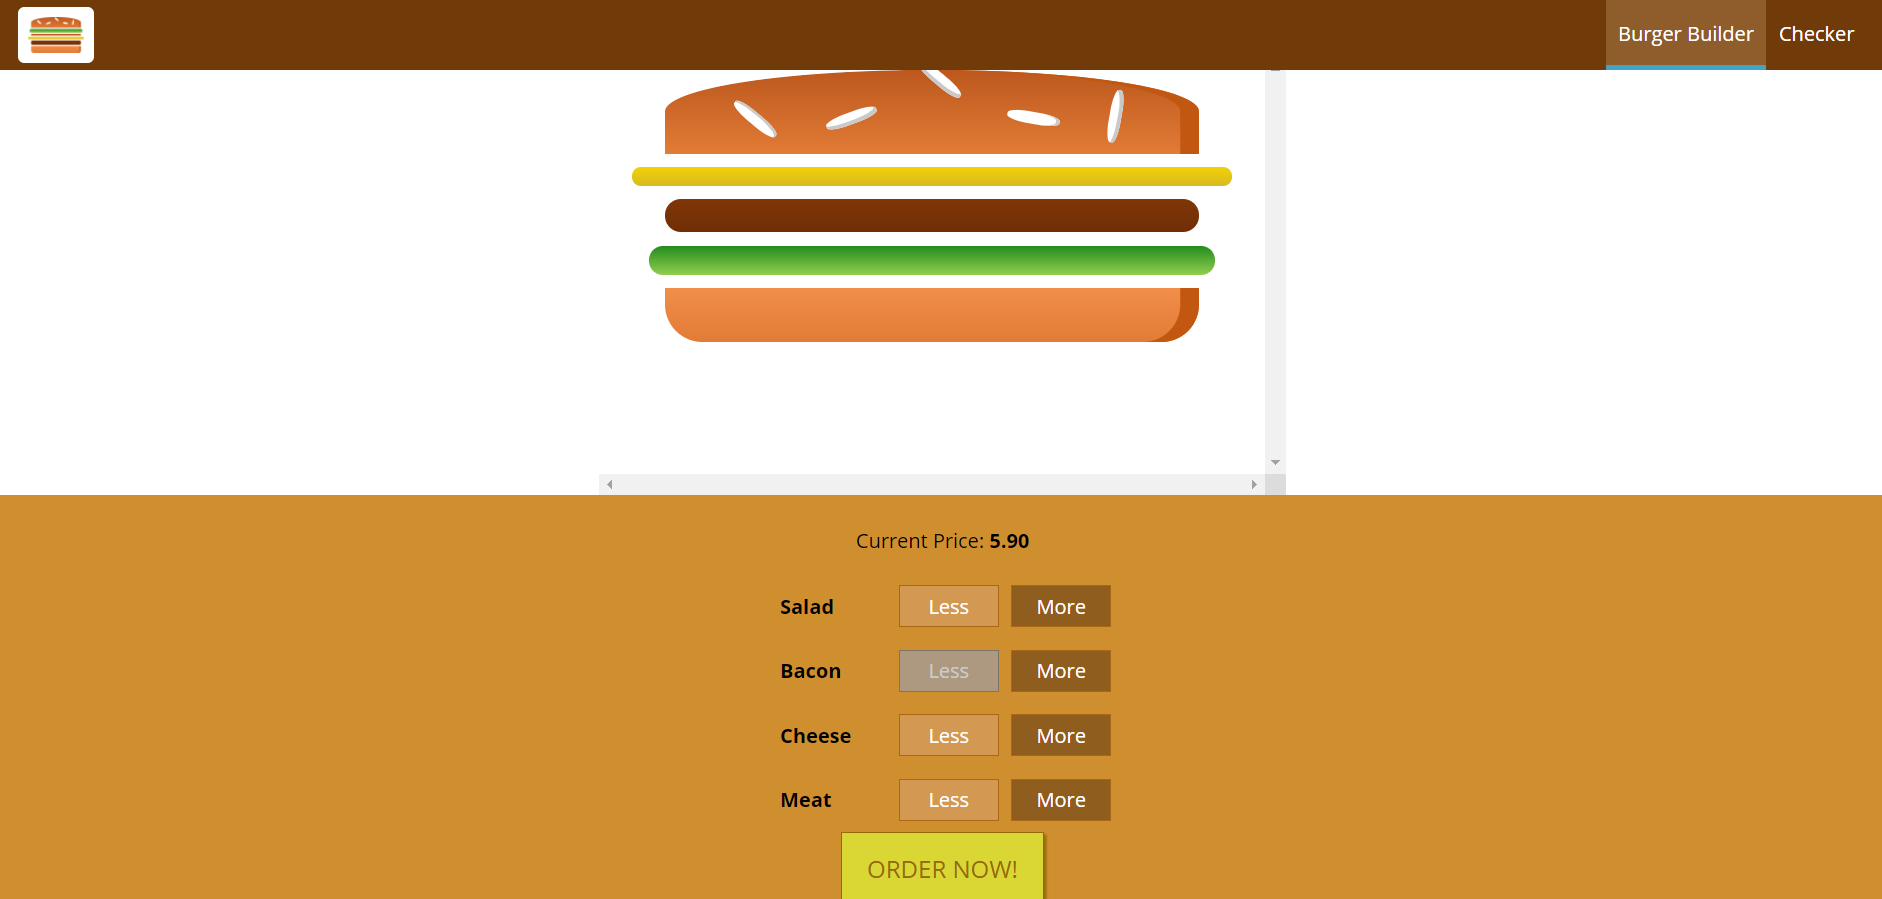 Burger Builder Checker
Current Price: 5.90
Salad Less More
Bacon Less More
Cheese Less More
Meat Less More
ORDER NOW!